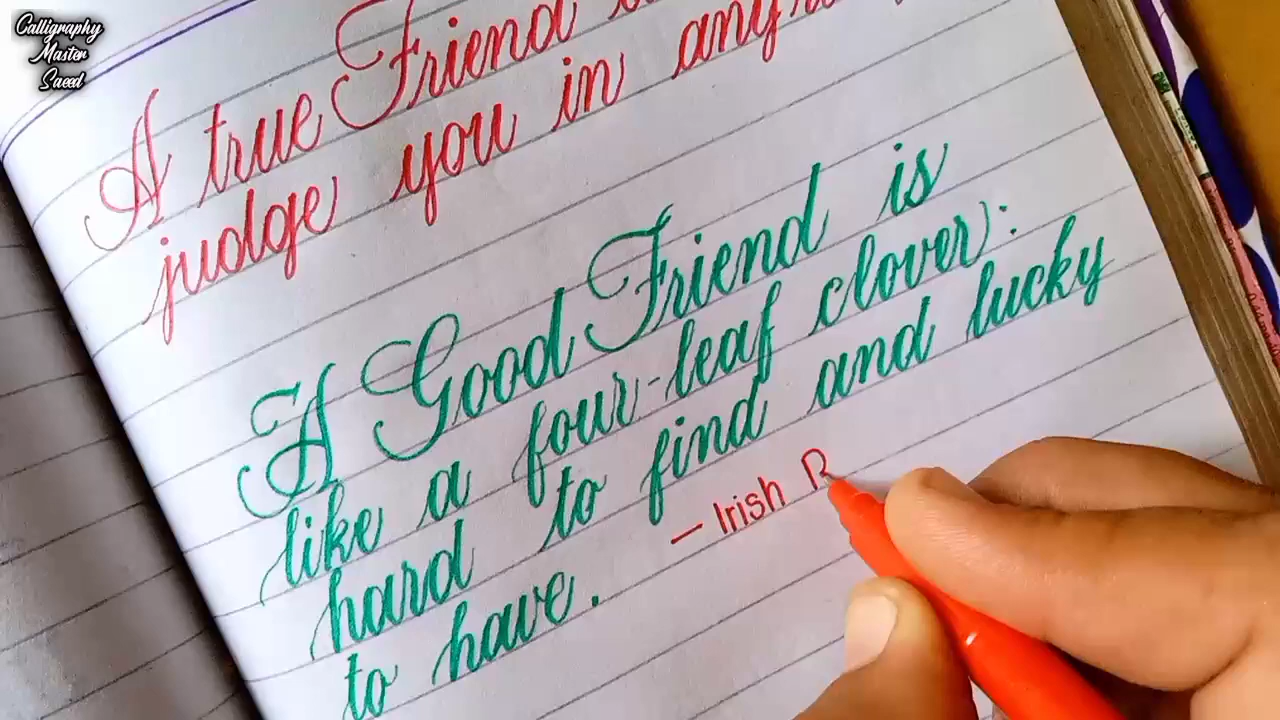 Calligraphy
Master
Saeed
A true Friend
judge you in
A Good Friend is
like a four-leaf clover:
hard to find and lucky
to have.
— Irish